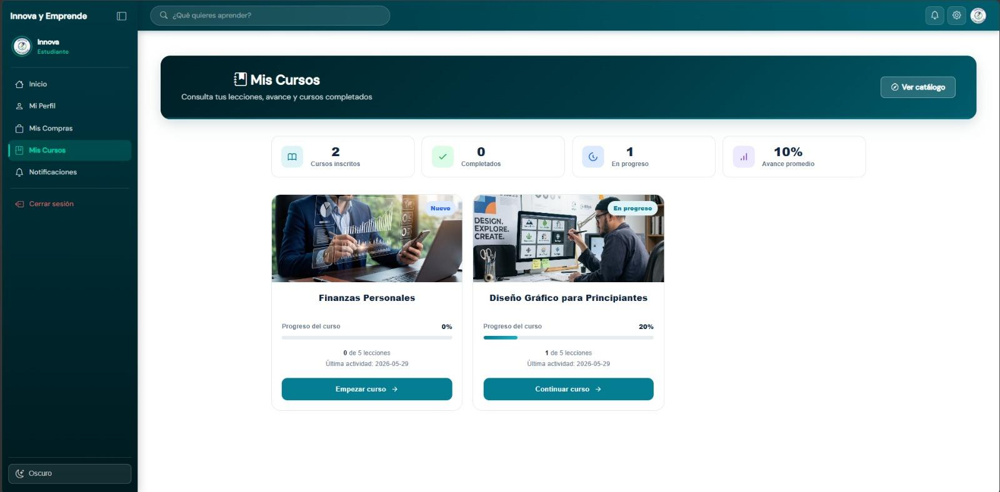 Innova y Emprende
¿Qué quieres aprender?
Innova
Estudiante
Inicio
Mi Perfil
Mis Compras
Mis Cursos
Notificaciones
Cerrar sesión
Oscuro
Mis Cursos
Consulta tus lecciones, avance y cursos completados
Ver catálogo
2
Cursos inscritos
0
Completados
1
En progreso
10%
Avance promedio
Nuevo
Finanzas Personales
Progreso del curso 0%
0 de 5 lecciones
Última actividad: 2026-05-29
Empezar curso →
En progreso
DESIGN.
EXPLORE.
CREATE.
Diseño Gráfico para Principiantes
Progreso del curso 20%
1 de 5 lecciones
Última actividad: 2026-05-29
Continuar curso →